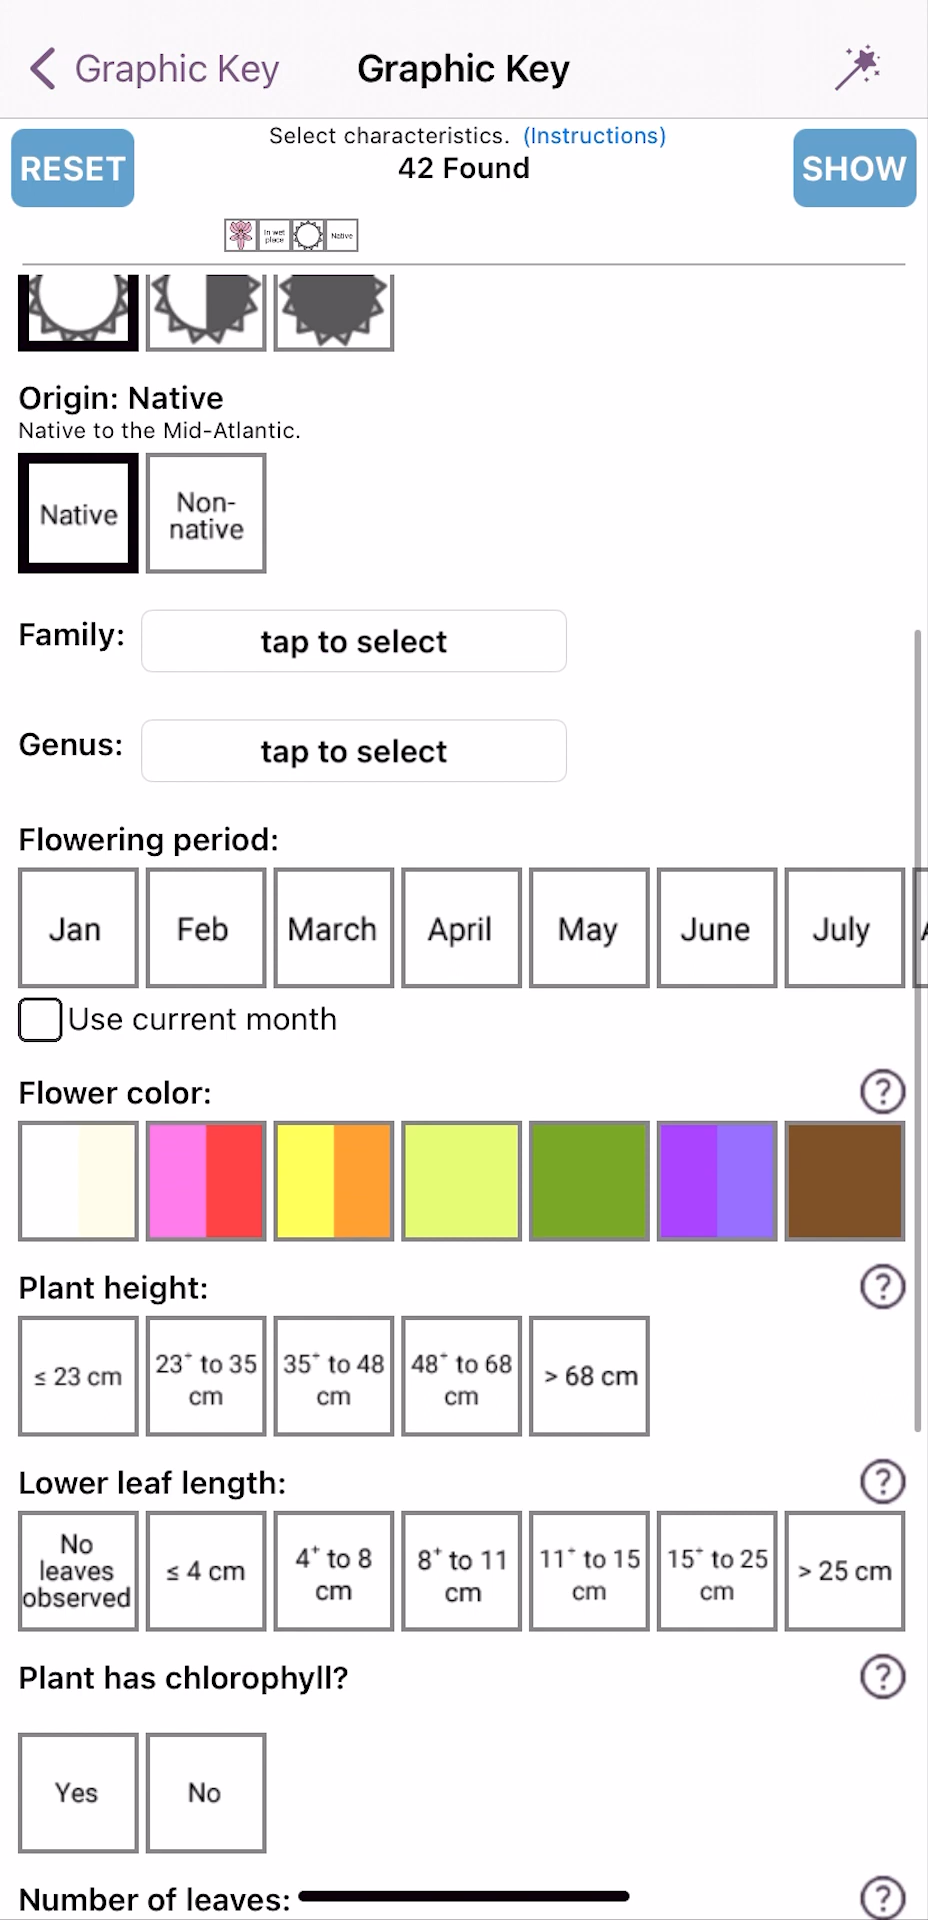 Graphic Key
Graphic Key
RESET
Select characteristics. (Instructions)
42 Found
SHOW
In wet
place
Native
Origin: Native
Native to the Mid-Atlantic.
Native
Non-
native
Family:
tap to select
Genus:
tap to select
Flowering period:
Jan
Feb
March
April
May
June
July
Use current month
Flower color:
?
Plant height:
?
≤ 23 cm
23⁺ to 35
cm
35⁺ to 48
cm
48⁺ to 68
cm
> 68 cm
Lower leaf length:
?
No
leaves
observed
≤ 4 cm
4⁺ to 8
cm
8⁺ to 11
cm
11⁺ to 15
cm
15⁺ to 25
cm
> 25 cm
Plant has chlorophyll?
?
Yes
No
Number of leaves:
?